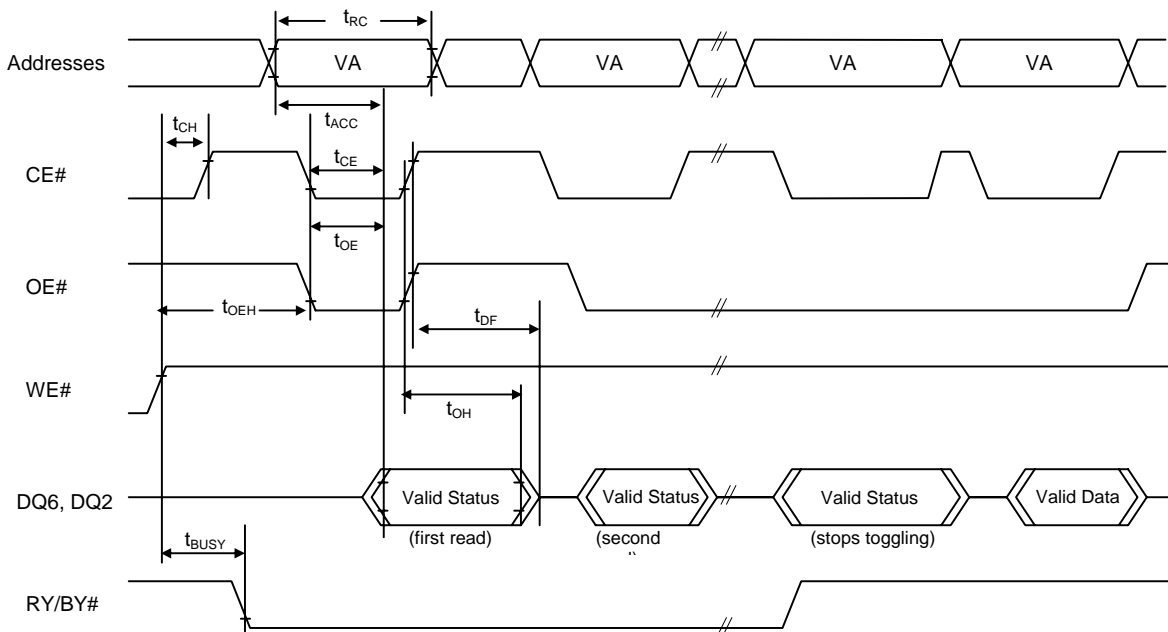 tRC
Addresses VA VA VA VA
tACC
tCH
tCE
CE#
tOE
OE#
tOEH
tDF
WE#
tOH
DQ6, DQ2 Valid Status Valid Status Valid Status Valid Data
(first read) (second (stops toggling)
tBUSY
RY/BY#